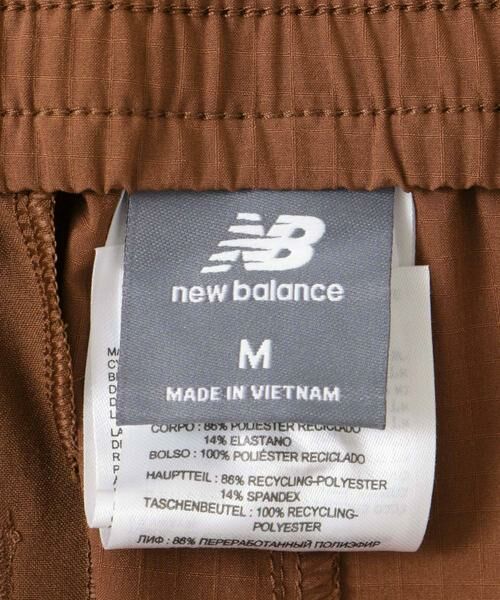 NB
new balance
M
MADE IN VIETNAM
CORPO : 86% POLIÉSTER RECICLADO
14% ELASTANO
BOLSO : 100% POLIÉSTER RECICLADO
HAUPTTEIL : 86% RECYCLING-POLYESTER
14% SPANDEX
TASCHENBEUTEL : 100% RECYCLING-
POLYESTER
ЛИФ : 86% ПЕРЕРАБОТАННЫЙ ПОЛИЭФИР